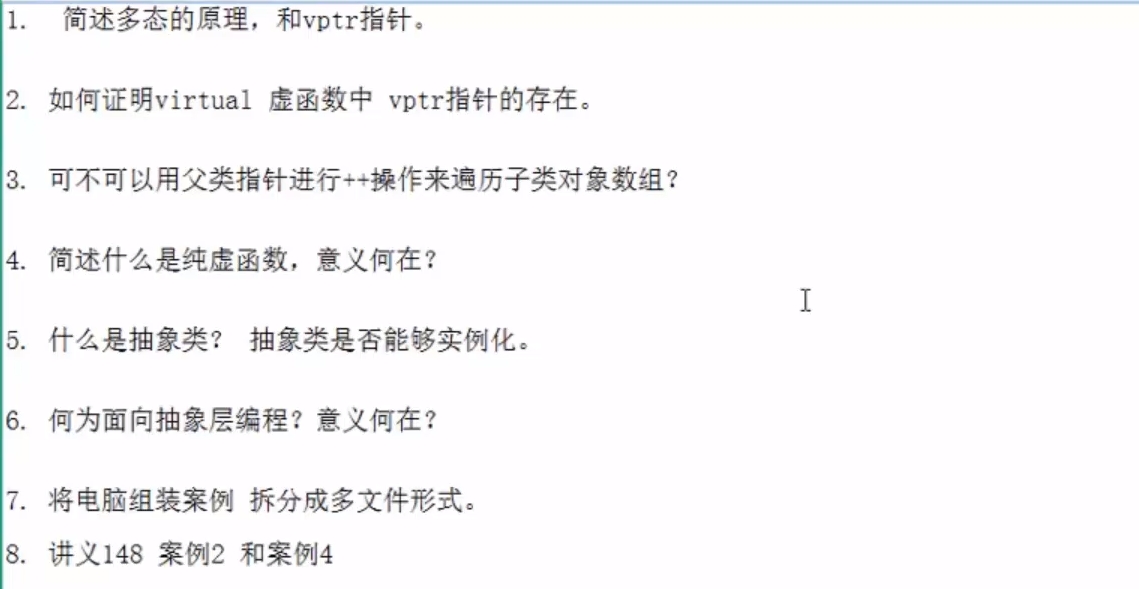 1. 简述多态的原理，和vptr指针。
2. 如何证明virtual 虚函数中 vptr指针的存在。
3. 可不可以用父类指针进行++操作来遍历子类对象数组？
4. 简述什么是纯虚函数，意义何在？
5. 什么是抽象类？ 抽象类是否能够实例化。
6. 何为面向抽象层编程？意义何在？
7. 将电脑组装案例 拆分成多文件形式。
8. 讲义148 案例2 和案例4